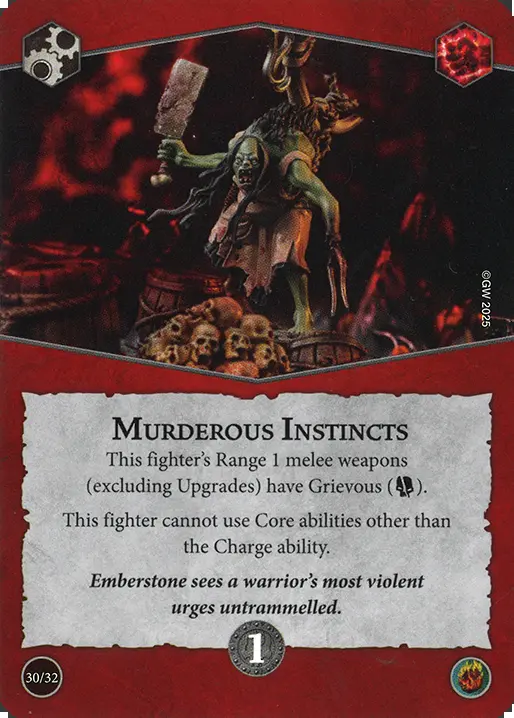 ©GW 2025
MURDEROUS INSTINCTS
This fighter's Range 1 melee weapons
(excluding Upgrades) have Grievous ( ).
This fighter cannot use Core abilities other than
the Charge ability.
Emberstone sees a warrior's most violent
urges untrammelled.
1
30/32